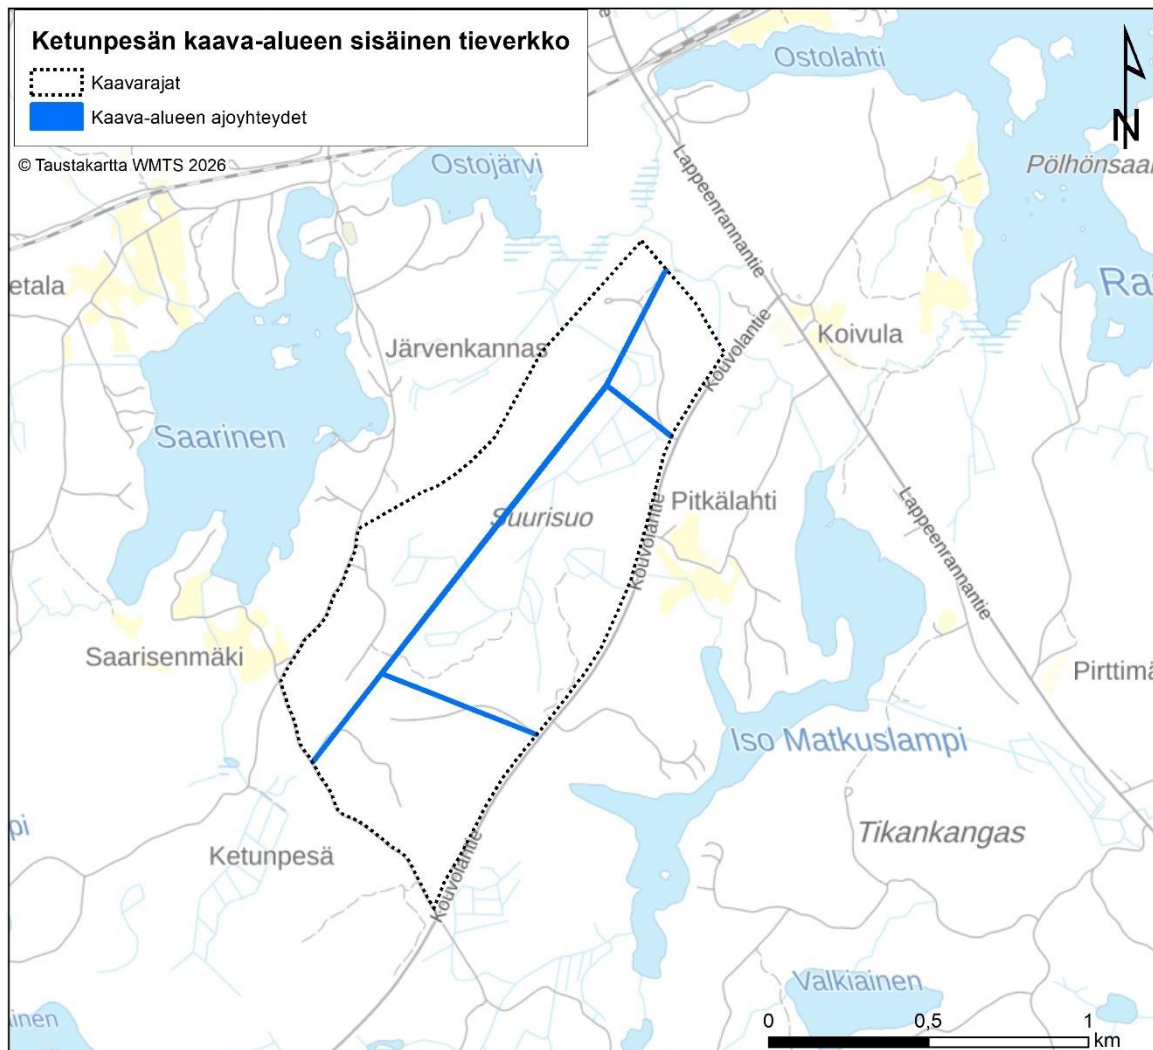 Ketunpesän kaava-alueen sisäinen tieverkko
Kaavarajat
Kaava-alueen ajoyhteydet
© Taustakartta WMTS 2026
Ostolahti
N
Ostojärvi
Lappeenrannantie
Pölhönsaar
etala
Ra
Järvenkannas
Kouvolantie
Koivula
Saarinen
Suurisuo
Pitkälahti
Kouvolantie
Lappeenrannantie
Saarisenmäki
Pirttimä
Iso Matkuslampi
pi
Ketunpesä
Tikankangas
Kouvolantie
Valkiainen
inen
0 0,5 1
km